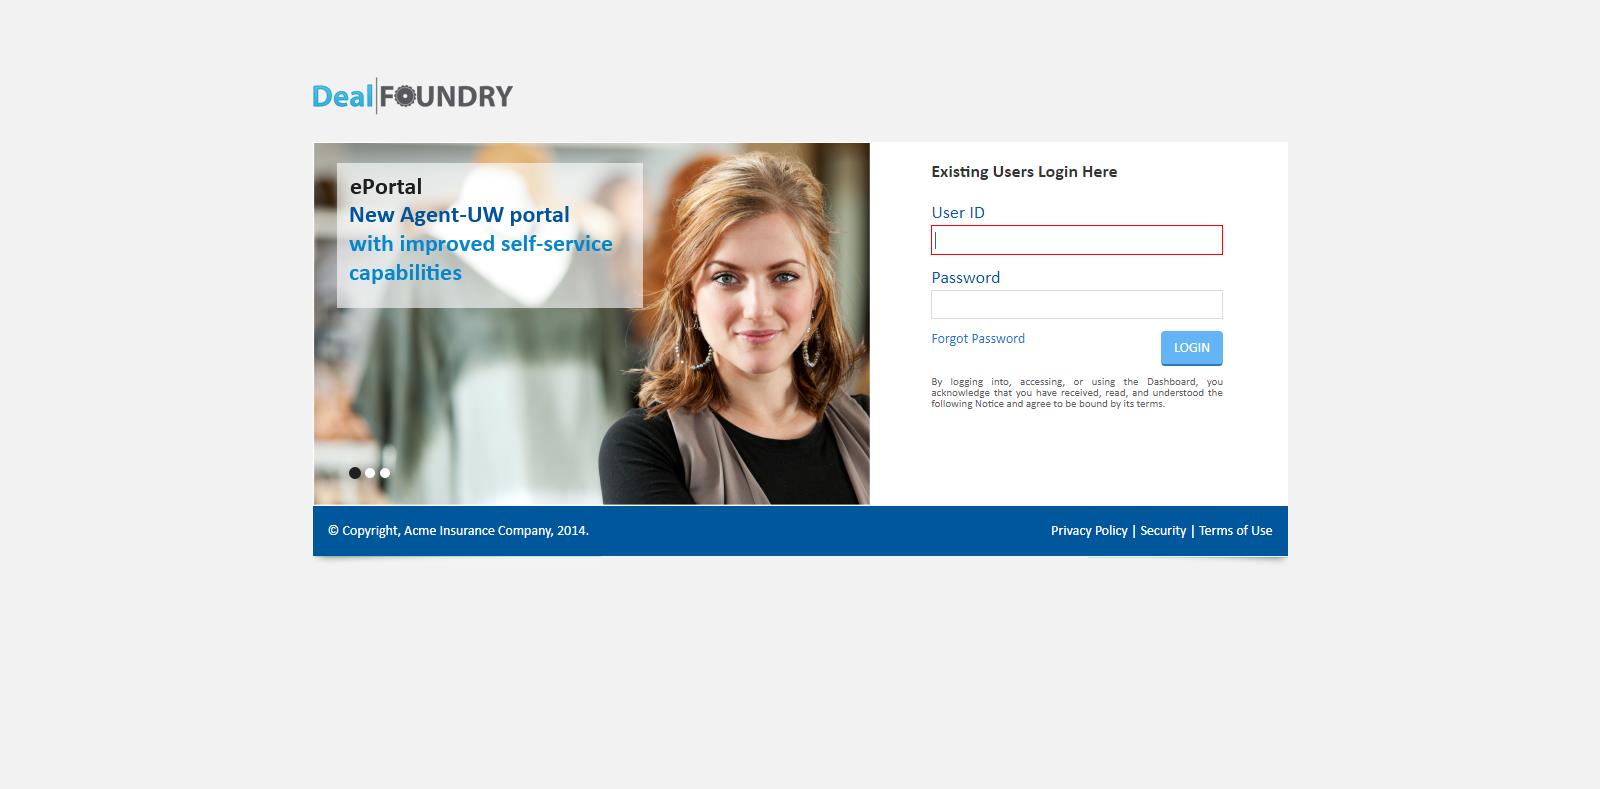 Deal|FOUNDRY
ePortal
New Agent-UW portal
with improved self-service
capabilities
Existing Users Login Here
User ID
Password
Forgot Password
LOGIN
By logging into, accessing, or using the Dashboard, you
acknowledge that you have received, read, and understood the
following Notice and agree to be bound by its terms.
© Copyright, Acme Insurance Company, 2014.
Privacy Policy | Security | Terms of Use